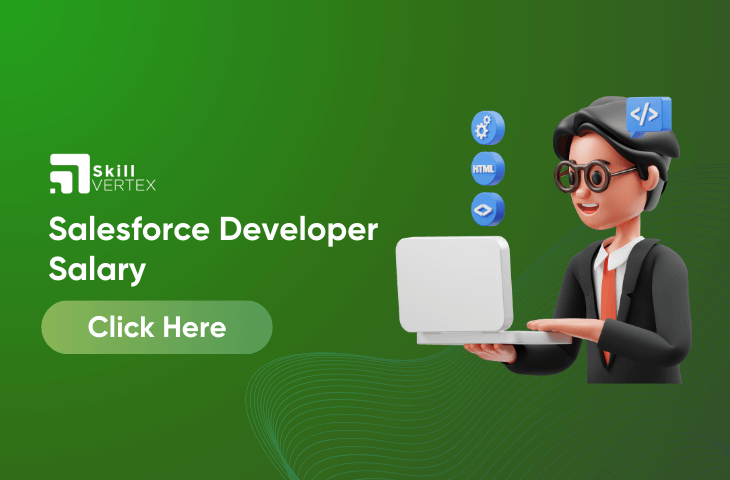 Skill
VERTEX
Salesforce Developer
Salary
Click Here
</>
HTML
<>